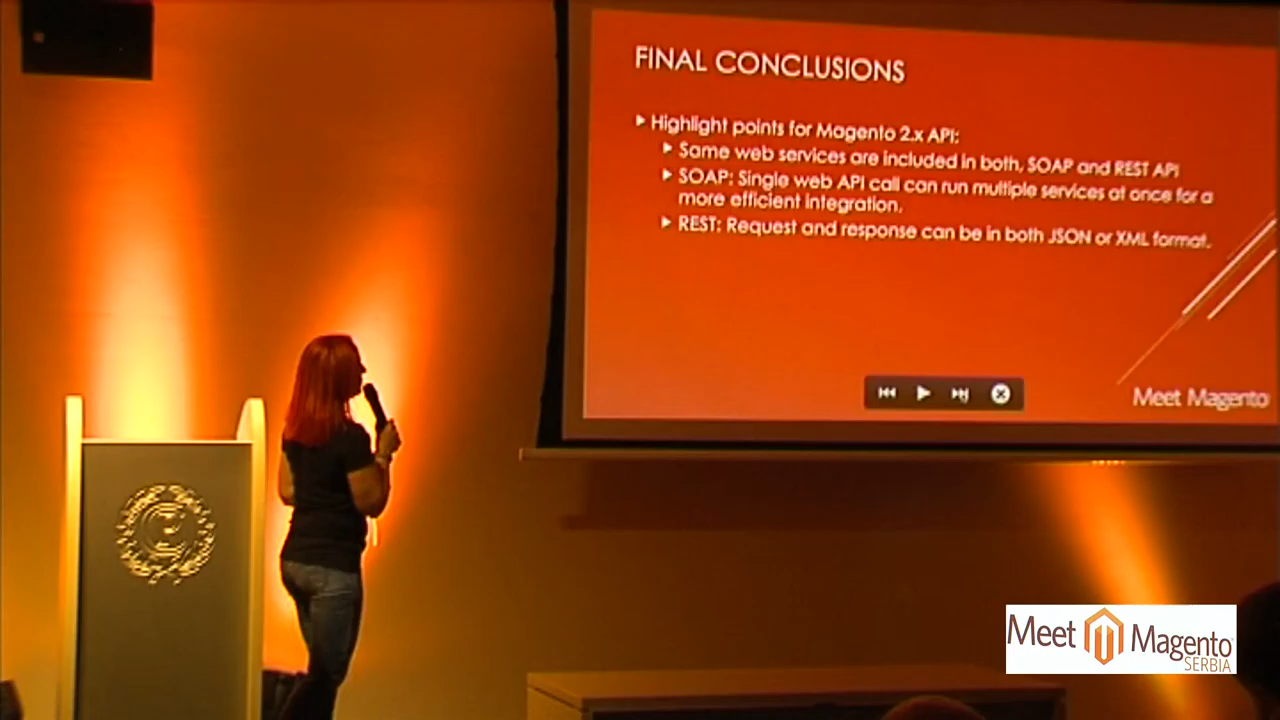 FINAL CONCLUSIONS
Highlight points for Magento 2.x API:
Same web services are included in both, SOAP and REST API
SOAP: Single web API call can run multiple services at once for a
more efficient integration.
REST: Request and response can be in both JSON or XML format.
Meet Magento
Meet Magento
SERBIA